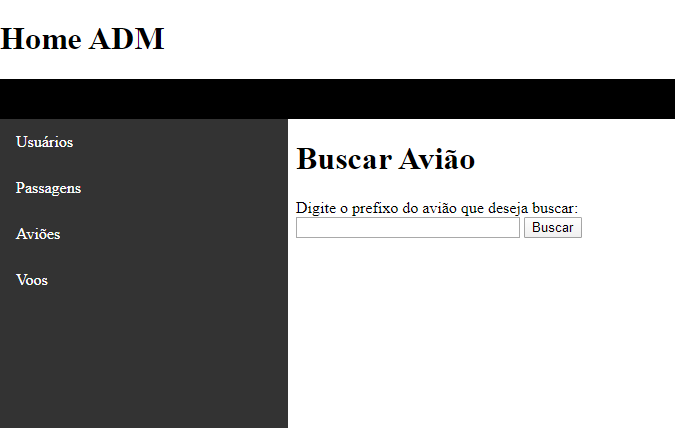 Home ADM
Usuários
Passagens
Aviões
Voos
Buscar Avião
Digite o prefixo do avião que deseja buscar:
Buscar